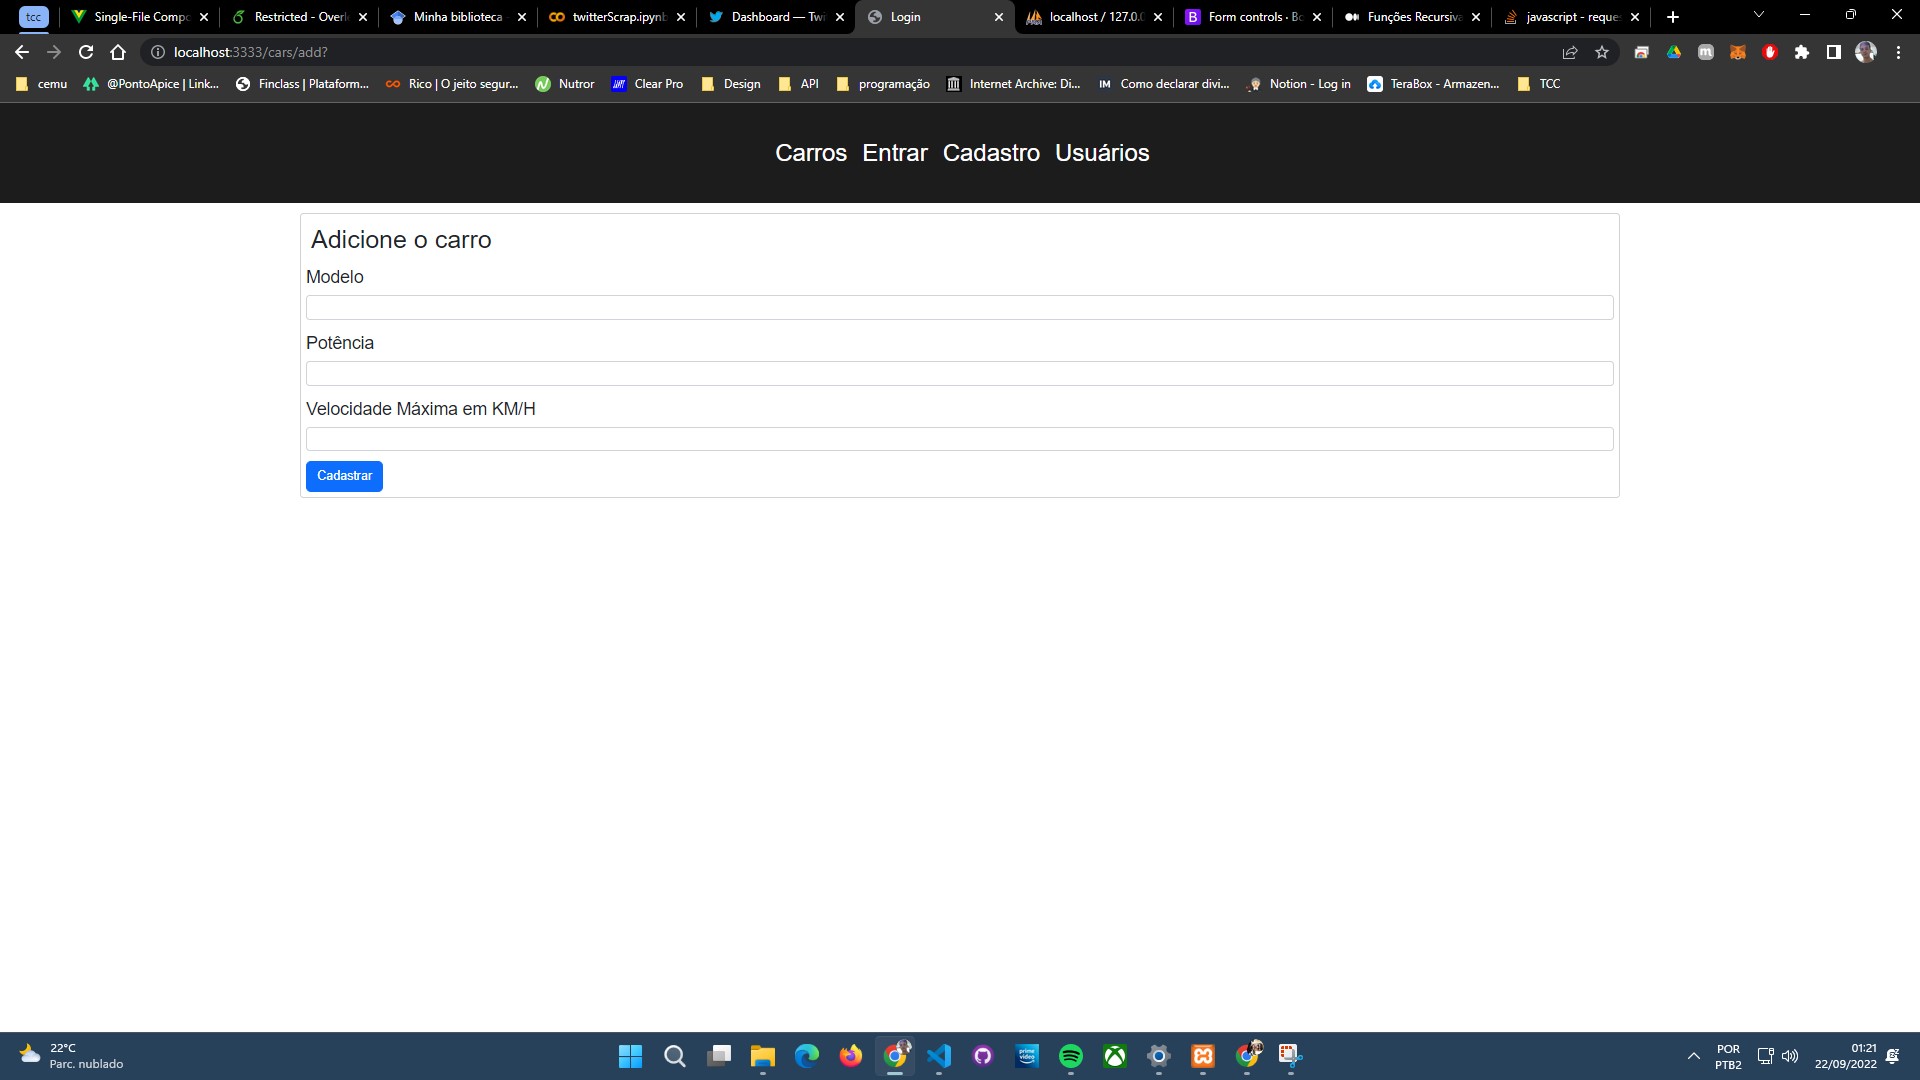 tcc Single-File Compo Restricted - Overl Minha biblioteca twitterScrap.ipynb Dashboard — Twi Login localhost / 127.0.0 Form controls · Bo Funções Recursiva javascript - reque
localhost:3333/cars/add?
cemu @PontoApice | Link... Finclass | Plataform... Rico | O jeito segur... Nutror Clear Pro Design API programação Internet Archive: Di... IM Como declarar divi... Notion - Log in TeraBox - Armazen... TCC
Carros Entrar Cadastro Usuários
Adicione o carro
Modelo
Potência
Velocidade Máxima em KM/H
Cadastrar
22°C
Parc. nublado
prime video
POR
PTB2
01:21
22/09/2022